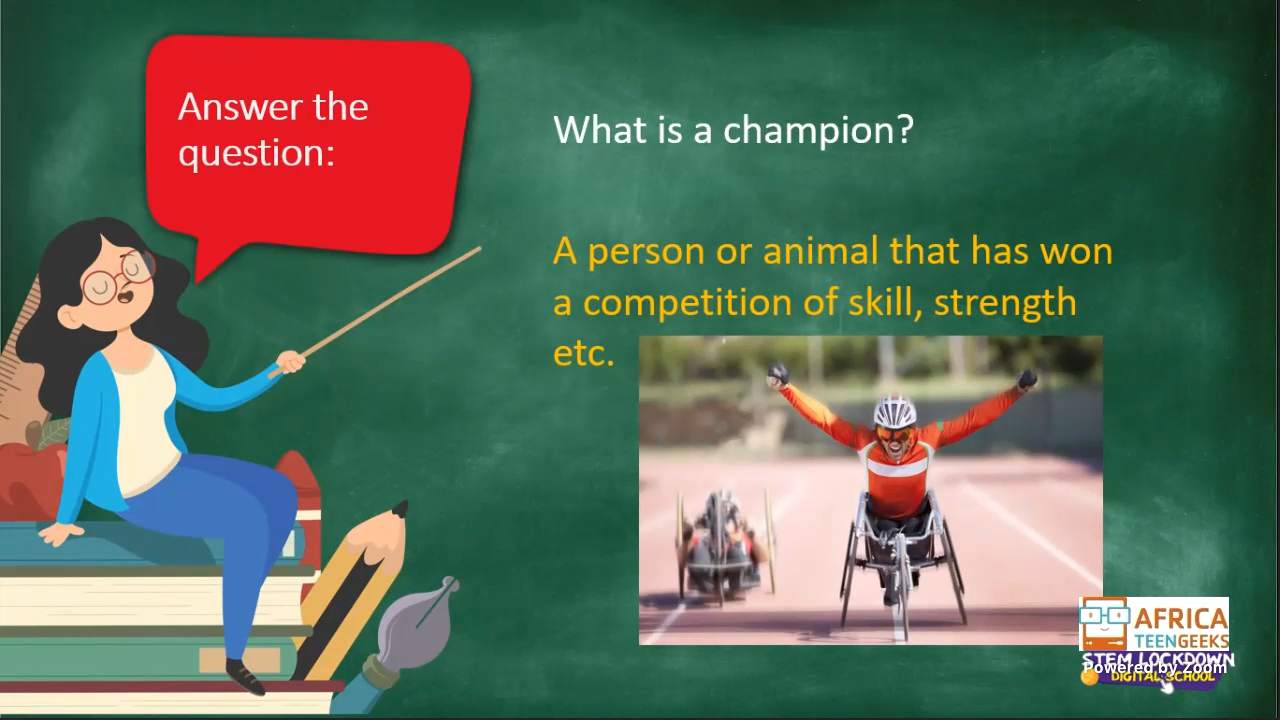 Answer the
question:
What is a champion?
A person or animal that has won
a competition of skill, strength
etc.
AFRICA
TEENGEEKS
STEM LOCKDOWN
Powered by Zoom
DIGITAL SCHOOL